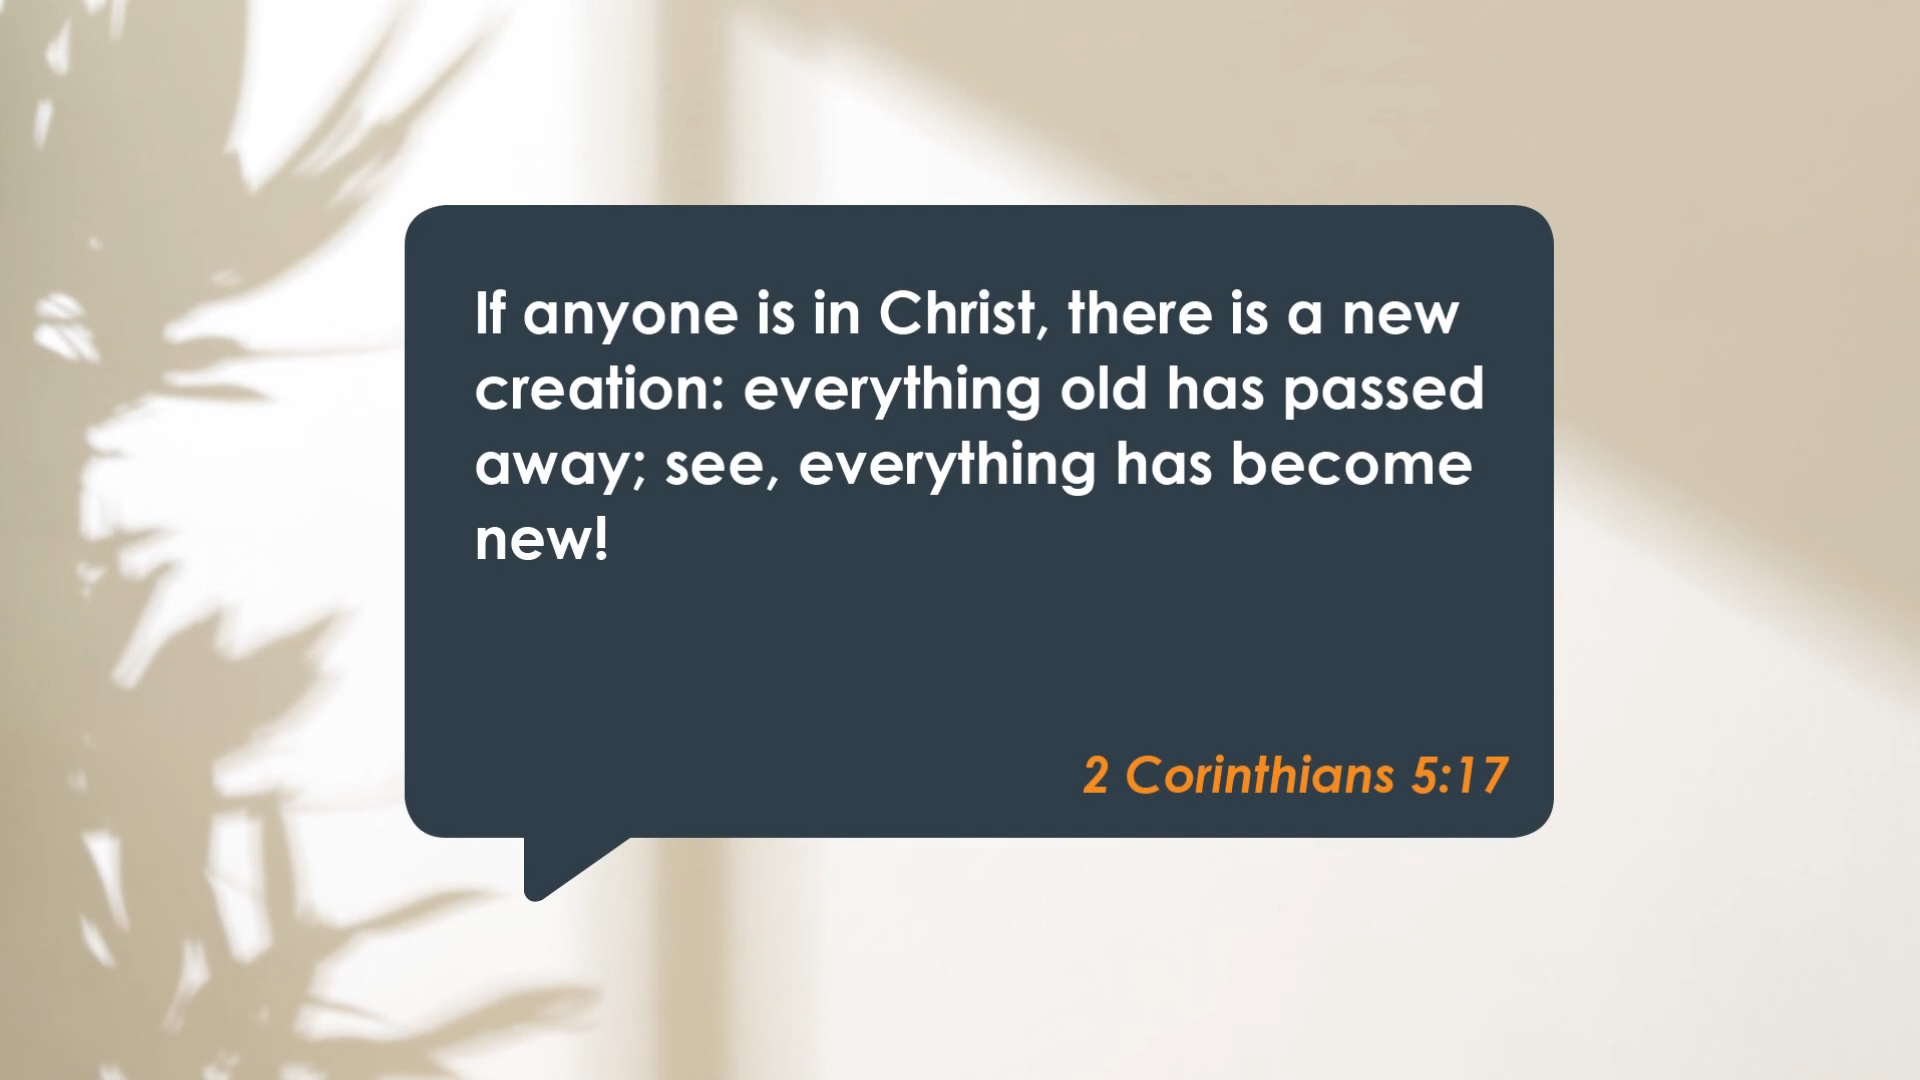 If anyone is in Christ, there is a new
creation: everything old has passed
away; see, everything has become
new!
2 Corinthians 5:17